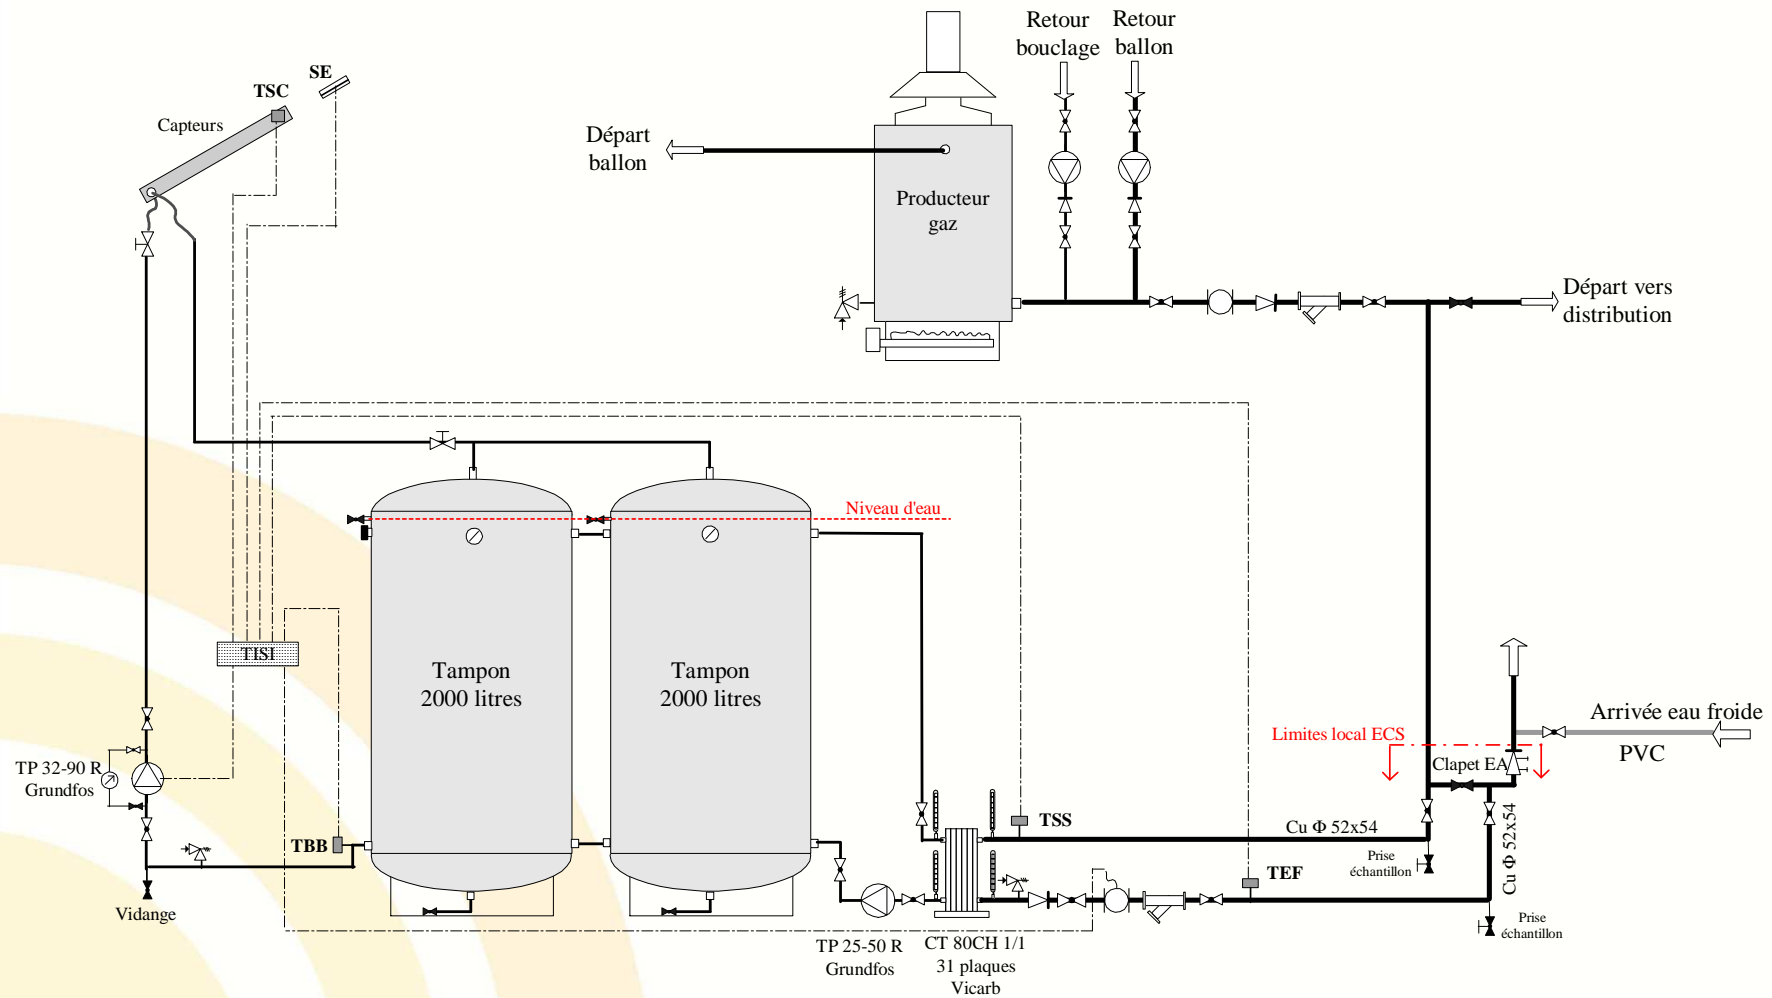 Retour
bouclage
Retour
ballon
SE
TSC
Capteurs
Départ
ballon
Producteur
gaz
Départ vers
distribution
Niveau d'eau
TISI
Tampon
2000 litres
Tampon
2000 litres
Arrivée eau froide
PVC
Limites local ECS
Clapet EA
TP 32-90 R
Grundfos
TBB
TSS
Cu Φ 52x54
Cu Φ 52x54
Prise
échantillon
TEF
Vidange
Prise
échantillon
TP 25-50 R
Grundfos
CT 80CH 1/1
31 plaques
Vicarb